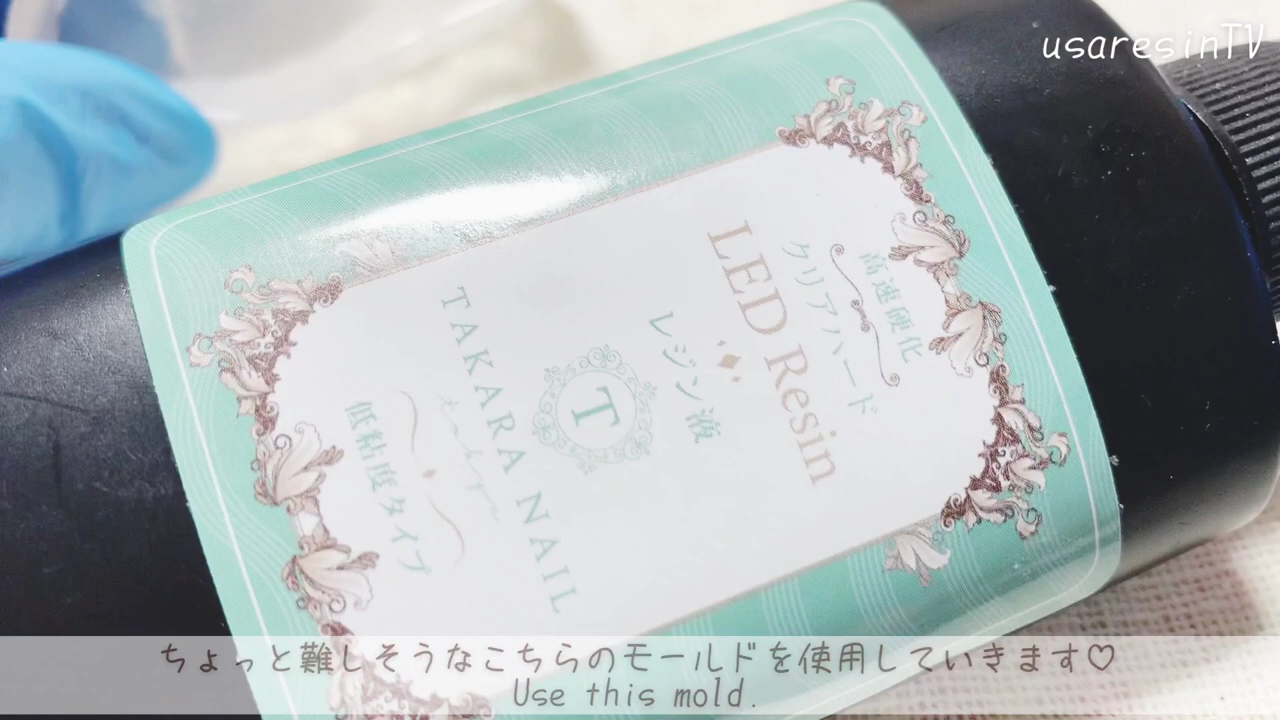 usaresinTV
高速硬化
クリアハード
LED Resin
レジン液
T
TAKARA NAIL
低粘度タイプ
ちょっと難しそうなこちらのモールドを使用していきます♡
Use this mold.